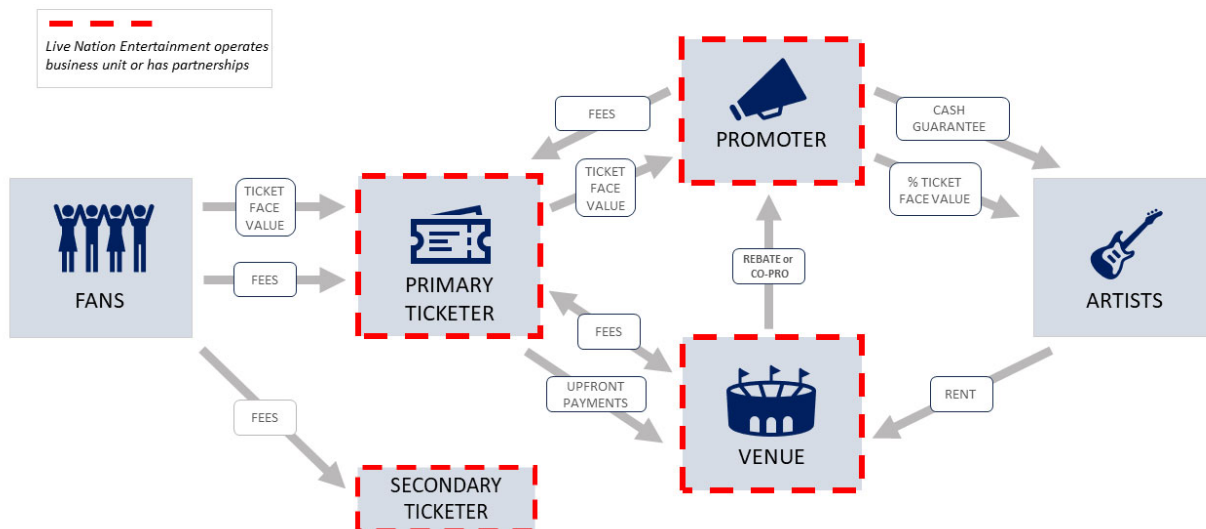 Live Nation Entertainment operates
business unit or has partnerships
FEES
PROMOTER
CASH
GUARANTEE
TICKET
FACE
VALUE
% TICKET
FACE VALUE
TICKET
FACE
VALUE
FEES
FANS
PRIMARY
TICKETER
REBATE or
CO-PRO
ARTISTS
FEES
UPFRONT
PAYMENTS
RENT
FEES
VENUE
SECONDARY
TICKETER